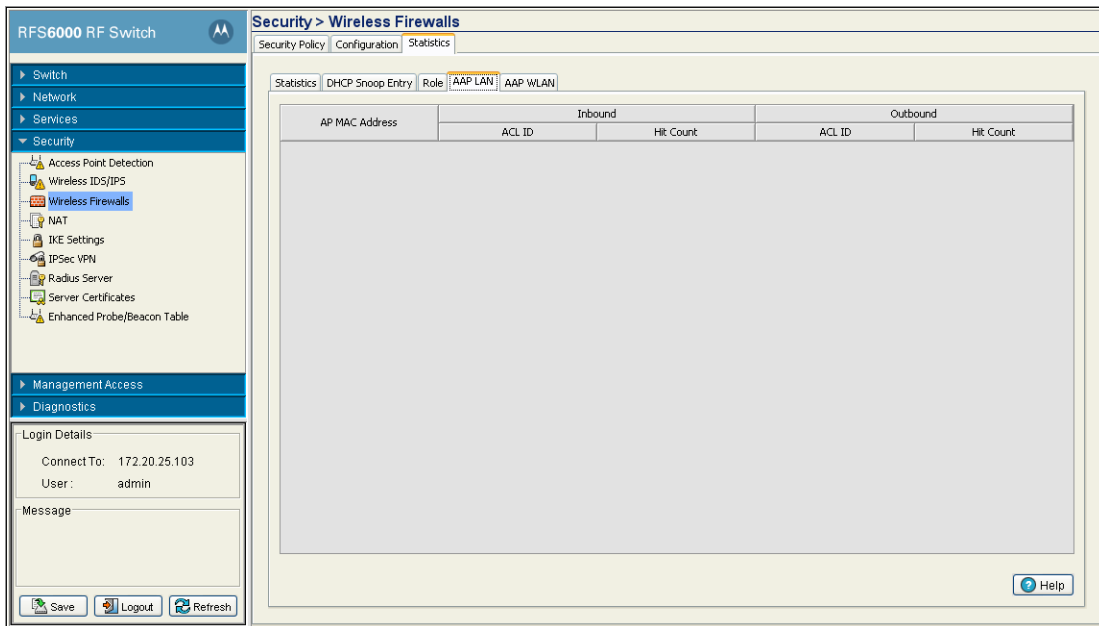 RFS6000 RF Switch
Security > Wireless Firewalls
Security Policy Configuration Statistics
Switch
Network
Services
Security
Access Point Detection
Wireless IDS/IPS
Wireless Firewalls
NAT
IKE Settings
IPSec VPN
Radius Server
Server Certificates
Enhanced Probe/Beacon Table
Management Access
Diagnostics
Login Details
Connect To: 172.20.25.103
User : admin
Message
Save Logout Refresh
Statistics DHCP Snoop Entry Role AAP LAN AAP WLAN
AP MAC Address Inbound Outbound
ACL ID Hit Count ACL ID Hit Count
Help